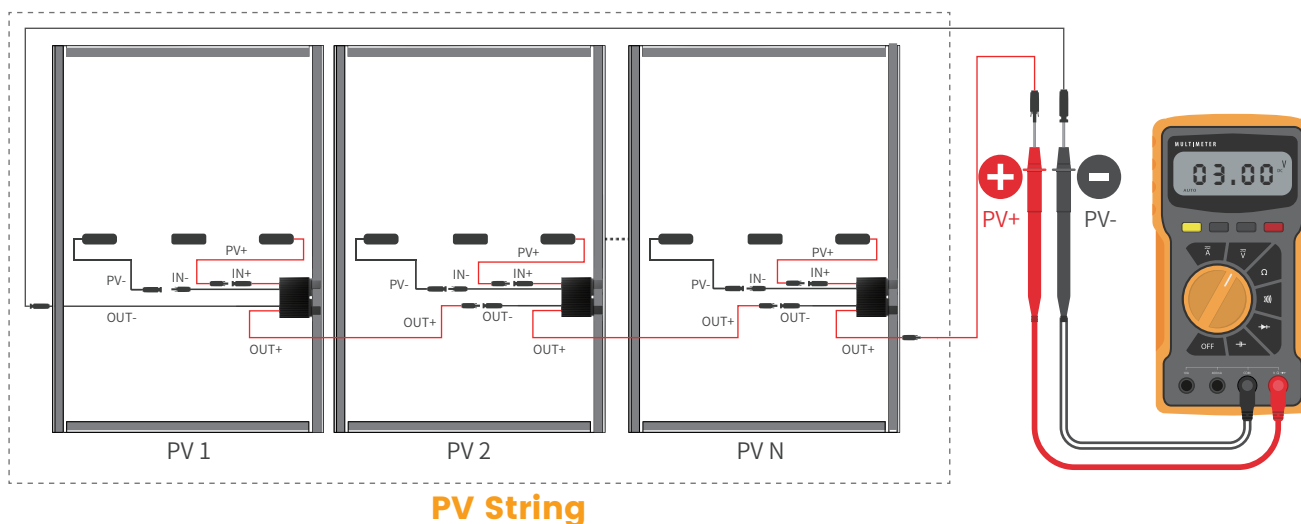 MULTIMETER
V
03.00
AUTO
PV+
PV-
A
V
Ω
OFF
PV+
PV-
IN-
IN+
OUT-
OUT+
PV 1
PV+
PV-
IN-
IN+
OUT+
OUT-
OUT+
PV 2
PV+
PV-
IN-
IN+
OUT+
OUT-
OUT+
PV N
PV String